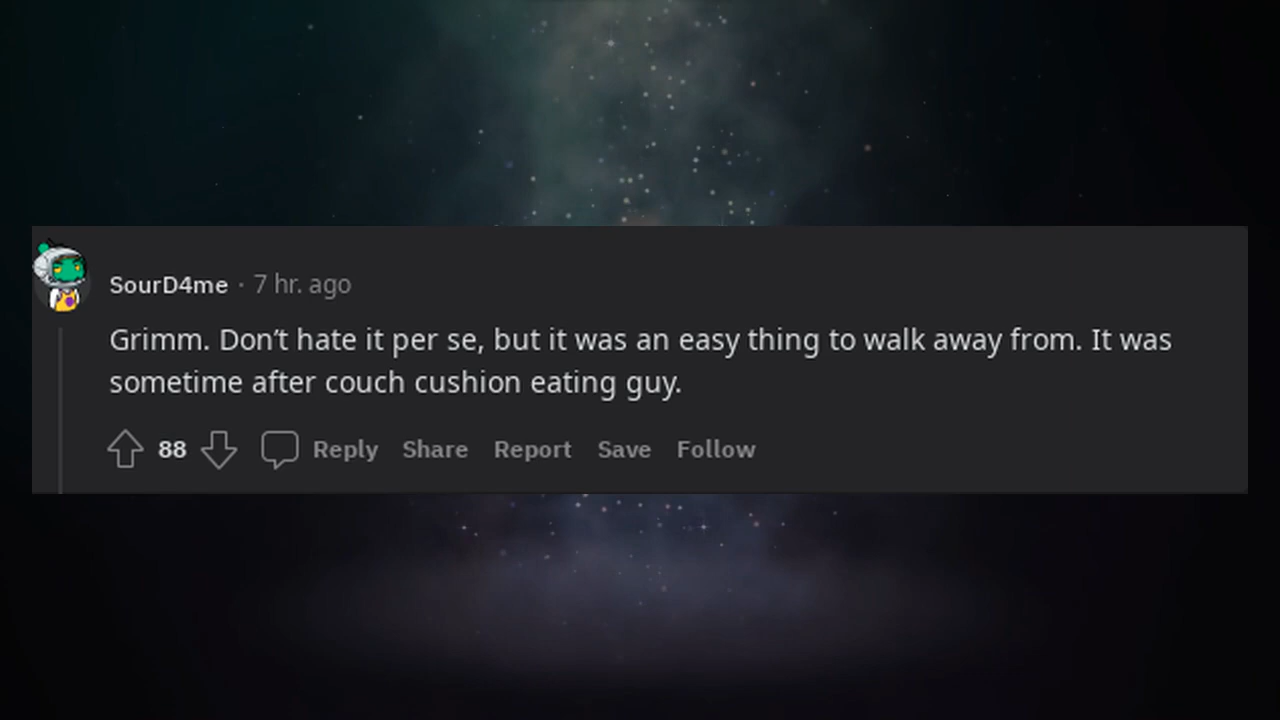 SourD4me · 7 hr. ago
Grimm. Don’t hate it per se, but it was an easy thing to walk away from. It was
sometime after couch cushion eating guy.
88 Reply Share Report Save Follow